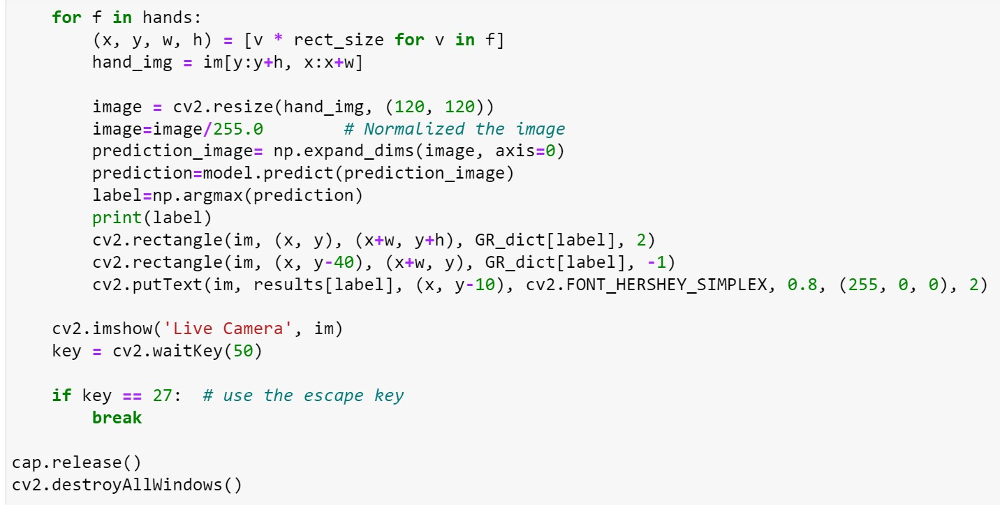 for f in hands:
(x, y, w, h) = [v * rect_size for v in f]
hand_img = im[y:y+h, x:x+w]
image = cv2.resize(hand_img, (120, 120))
image=image/255.0        # Normalized the image
prediction_image= np.expand_dims(image, axis=0)
prediction=model.predict(prediction_image)
label=np.argmax(prediction)
print(label)
cv2.rectangle(im, (x, y), (x+w, y+h), GR_dict[label], 2)
cv2.rectangle(im, (x, y-40), (x+w, y), GR_dict[label], -1)
cv2.putText(im, results[label], (x, y-10), cv2.FONT_HERSHEY_SIMPLEX, 0.8, (255, 0, 0), 2)
cv2.imshow('Live Camera', im)
key = cv2.waitKey(50)
if key == 27:  # use the escape key
break
cap.release()
cv2.destroyAllWindows()